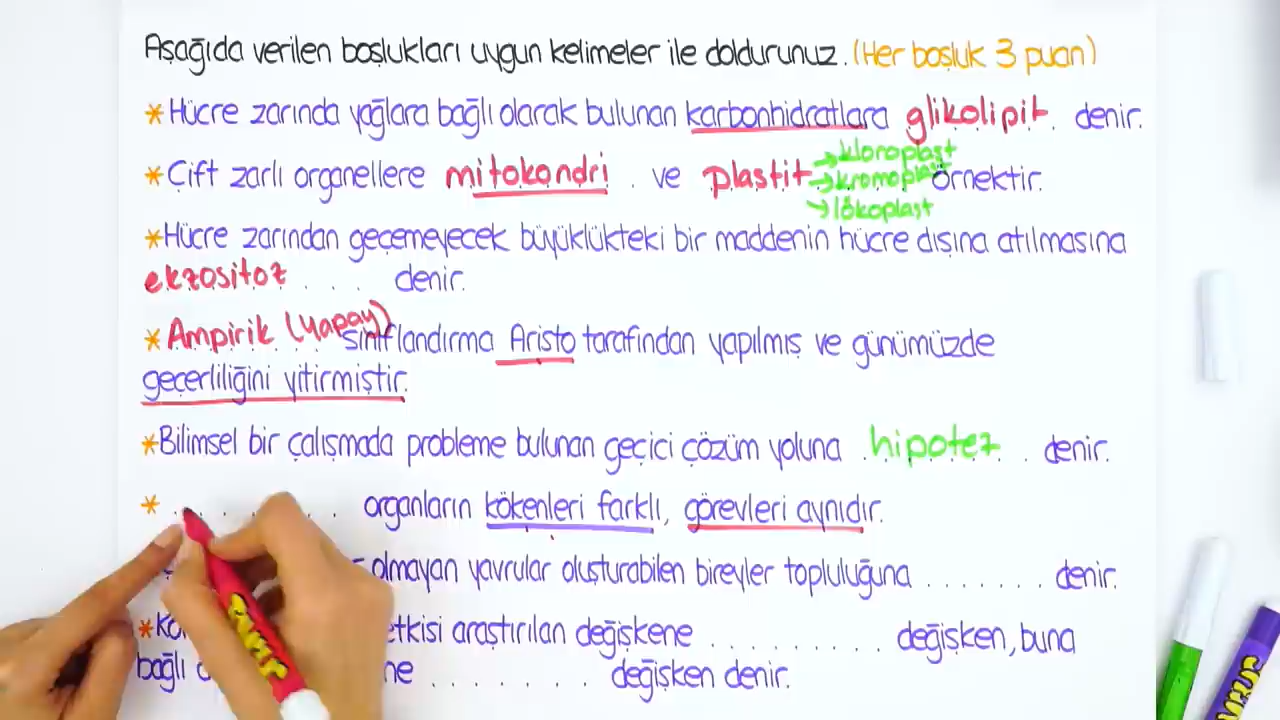 Aşağıda verilen boşlukları uygun kelimeler ile doldurunuz. (Her boşluk 3 puan)
*Hücre zarında yağlara bağlı olarak bulunan karbonhidratlara glikolipit denir.
*Çift zarlı organellere mitokondri . ve plastit →kloroplast →kromoplast →lökoplast örnektir.
*Hücre zarından geçemeyecek büyüklükteki bir maddenin hücre dışına atılmasına
ekzositoz . . . denir.
*Ampirik (yapay) sınıflandırma Aristo tarafından yapılmış ve günümüzde
geçerliliğini yitirmiştir.
*Bilimsel bir çalışmada probleme bulunan geçici çözüm yoluna . hipotez . denir.
* . . . . . . organların kökenleri farklı, görevleri aynıdır.
olmayan yavrular oluşturabilen bireyler topluluğuna . . . . . . . denir.
* etkisi araştırılan değişkene . . . . . . . . . değişken, buna
bağlı . . . . . . . değişken denir.